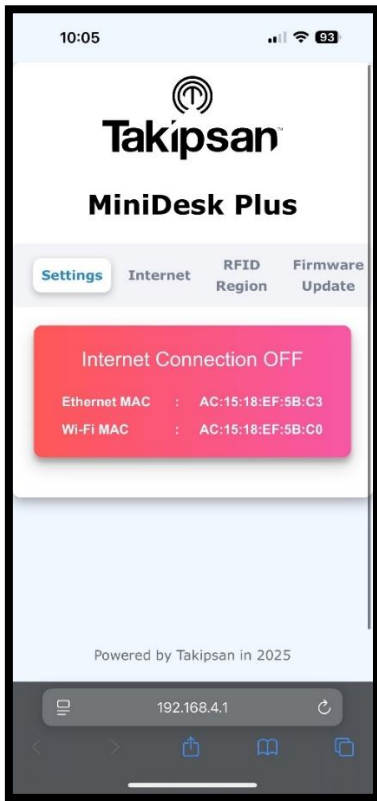 10:05
93
Takipsan
MiniDesk Plus
Settings
Internet
RFID
Region
Firmware
Update
Internet Connection OFF
Ethernet MAC : AC:15:18:EF:5B:C3
Wi-Fi MAC : AC:15:18:EF:5B:C0
Powered by Takipsan in 2025
192.168.4.1